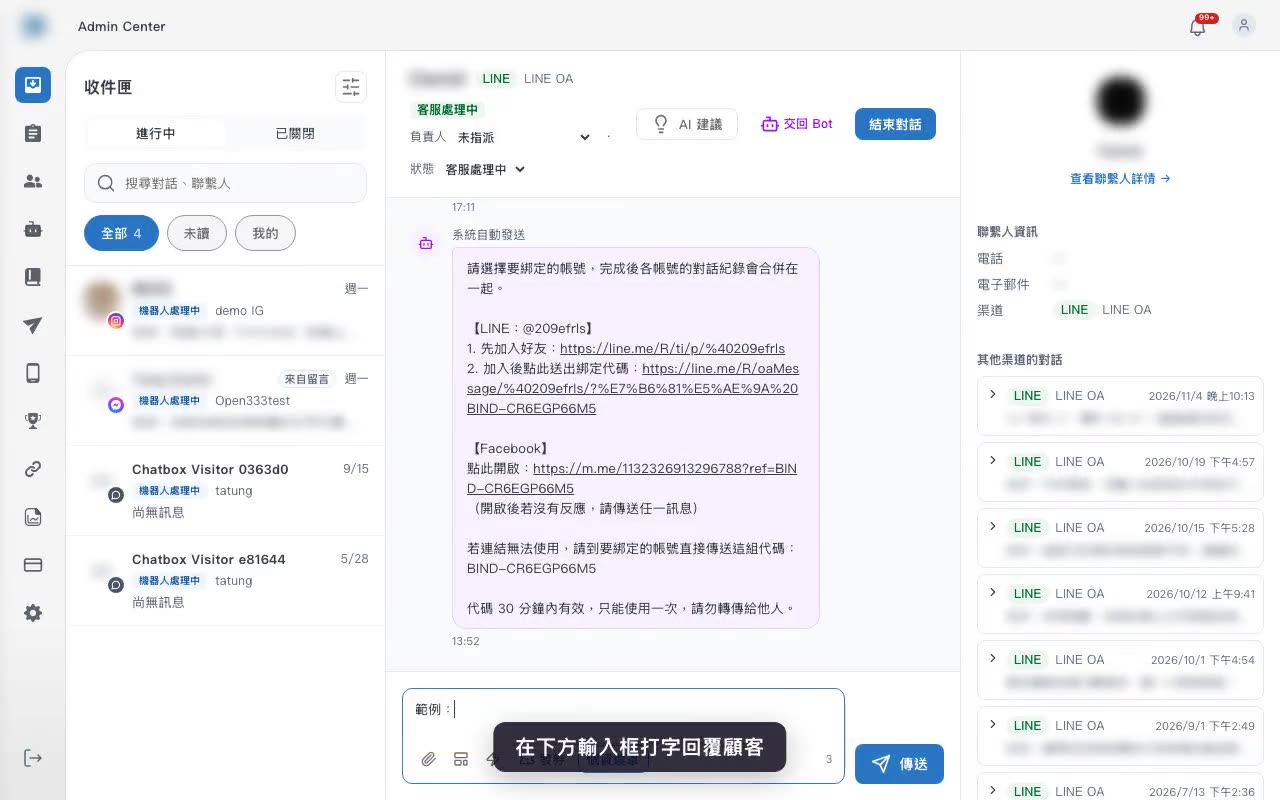 Admin Center
99+
收件匣
進行中
已關閉
搜尋對話、聯繫人
全部 4
未讀
我的
週一
機器人處理中 demo IG
來自留言 週一
機器人處理中 Open333test
Chatbox Visitor 0363d0 9/15
機器人處理中 tatung
尚無訊息
Chatbox Visitor e81644 5/28
機器人處理中 tatung
尚無訊息
LINE LINE OA
客服處理中
負責人 未指派
·
狀態 客服處理中
AI 建議
交回 Bot
結束對話
17:11
系統自動發送
請選擇要綁定的帳號，完成後各帳號的對話紀錄會合併在
一起。
【LINE：@209efrls】
1. 先加入好友：https://line.me/R/ti/p/%40209efrls
2. 加入後點此送出綁定代碼：https://line.me/R/oaMes
sage/%40209efrls/?%E7%B6%81%E5%AE%9A%20
BIND-CR6EGP66M5
【Facebook】
點此開啟：https://m.me/1132326913296788?ref=BIN
D-CR6EGP66M5
（開啟後若沒有反應，請傳送任一訊息）
若連結無法使用，請到要綁定的帳號直接傳送這組代碼：
BIND-CR6EGP66M5
代碼 30 分鐘內有效，只能使用一次，請勿轉傳給他人。
13:52
範例：
在下方輸入框打字回覆顧客
3
傳送
查看聯繫人詳情 →
聯繫人資訊
電話
電子郵件
渠道 LINE LINE OA
其他渠道的對話
LINE LINE OA 2026/11/4 晚上10:13
LINE LINE OA 2026/10/19 下午4:57
LINE LINE OA 2026/10/15 下午5:28
LINE LINE OA 2026/10/12 上午9:41
LINE LINE OA 2026/10/1 下午4:54
LINE LINE OA 2026/9/1 下午2:49
LINE LINE OA 2026/7/13 下午2:36